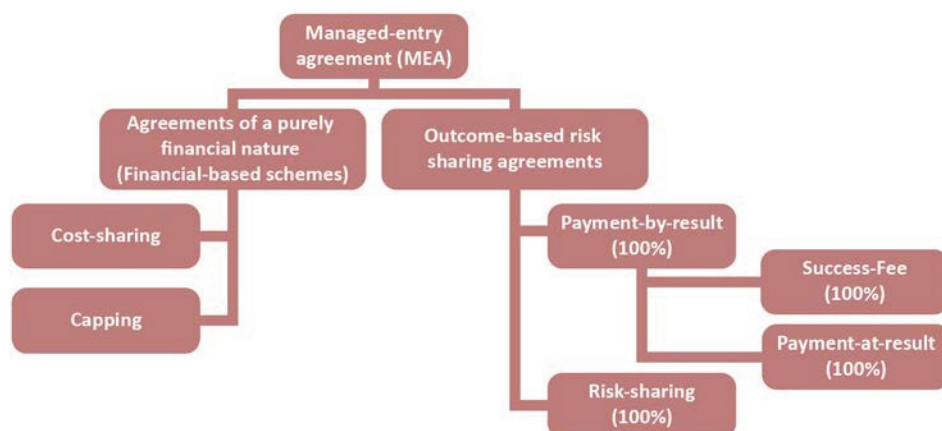 Managed-entry
agreement (MEA)
Agreements of a purely
financial nature
(Financial-based schemes)
Outcome-based risk
sharing agreements
Cost-sharing
Capping
Payment-by-result
(100%)
Success-Fee
(100%)
Payment-at-result
(100%)
Risk-sharing
(100%)